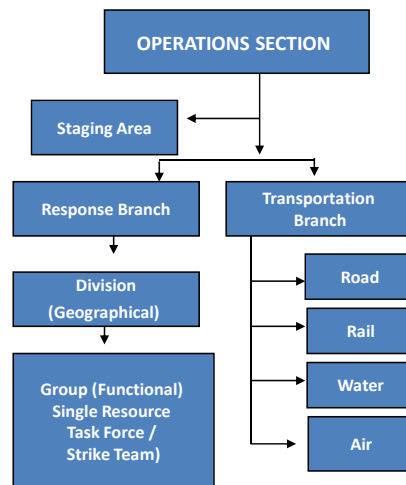 OPERATIONS SECTION
Staging Area
Response Branch
Transportation
Branch
Division
(Geographical)
Road
Rail
Water
Air
Group (Functional)
Single Resource
Task Force /
Strike Team)